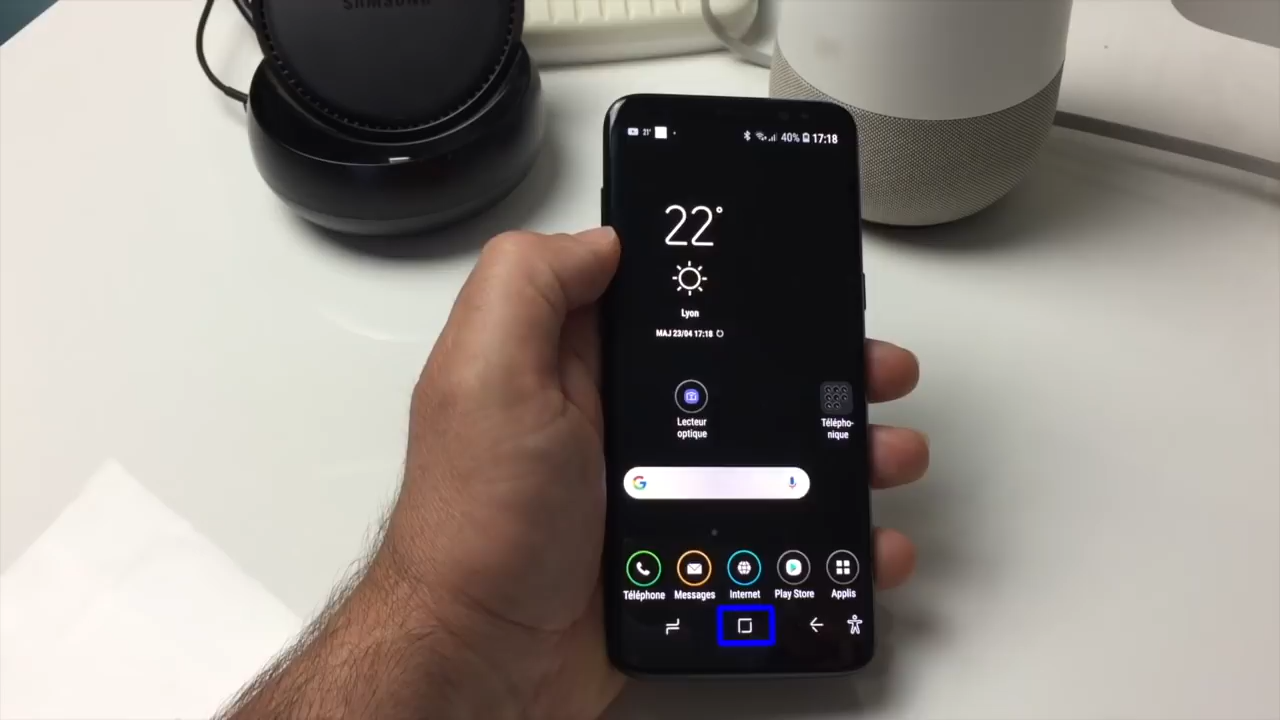 SAMSUNG
21°
40% 17:18
22°
Lyon
MAJ 23/04 17:18
Lecteur
optique
Télépho-
nique
G
Téléphone Messages Internet Play Store Applis